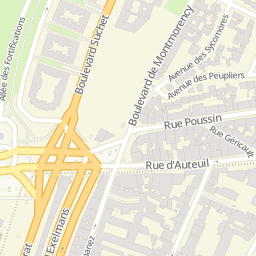 Allée des Fortifications
Boulevard Suchet
Boulevard de Montmorency
Avenue des Sycomores
Avenue des Peupliers
Rue Poussin
Rue Géricault
Rue d'Auteuil
Exelmans